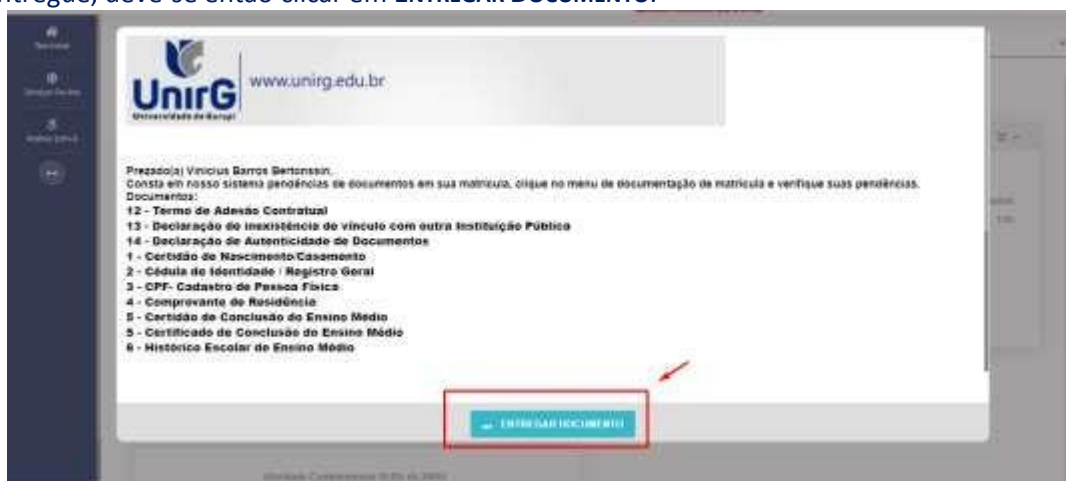 ntregue, deve se então clicar em ENTREGAR DOCUMENTO.
UnirG
www.unirg.edu.br
Universidade de Gurupi
Prezado(a) Vinicius Barros Bertonssin,
Consta em nosso sistema pendências de documentos em sua matrícula, clique no menu de documentação de matrícula e verifique suas pendências.
Documentos:
12 - Termo de Adesão Contratual
13 - Declaração de inexistência de vínculo com outra Instituição Pública
14 - Declaração de Autenticidade de Documentos
1 - Certidão de Nascimento/Casamento
2 - Cédula de Identidade / Registro Geral
3 - CPF- Cadastro de Pessoa Física
4 - Comprovante de Residência
5 - Certidão de Conclusão do Ensino Médio
5 - Certificado de Conclusão do Ensino Médio
6 - Histórico Escolar do Ensino Médio
ENTREGAR DOCUMENTO